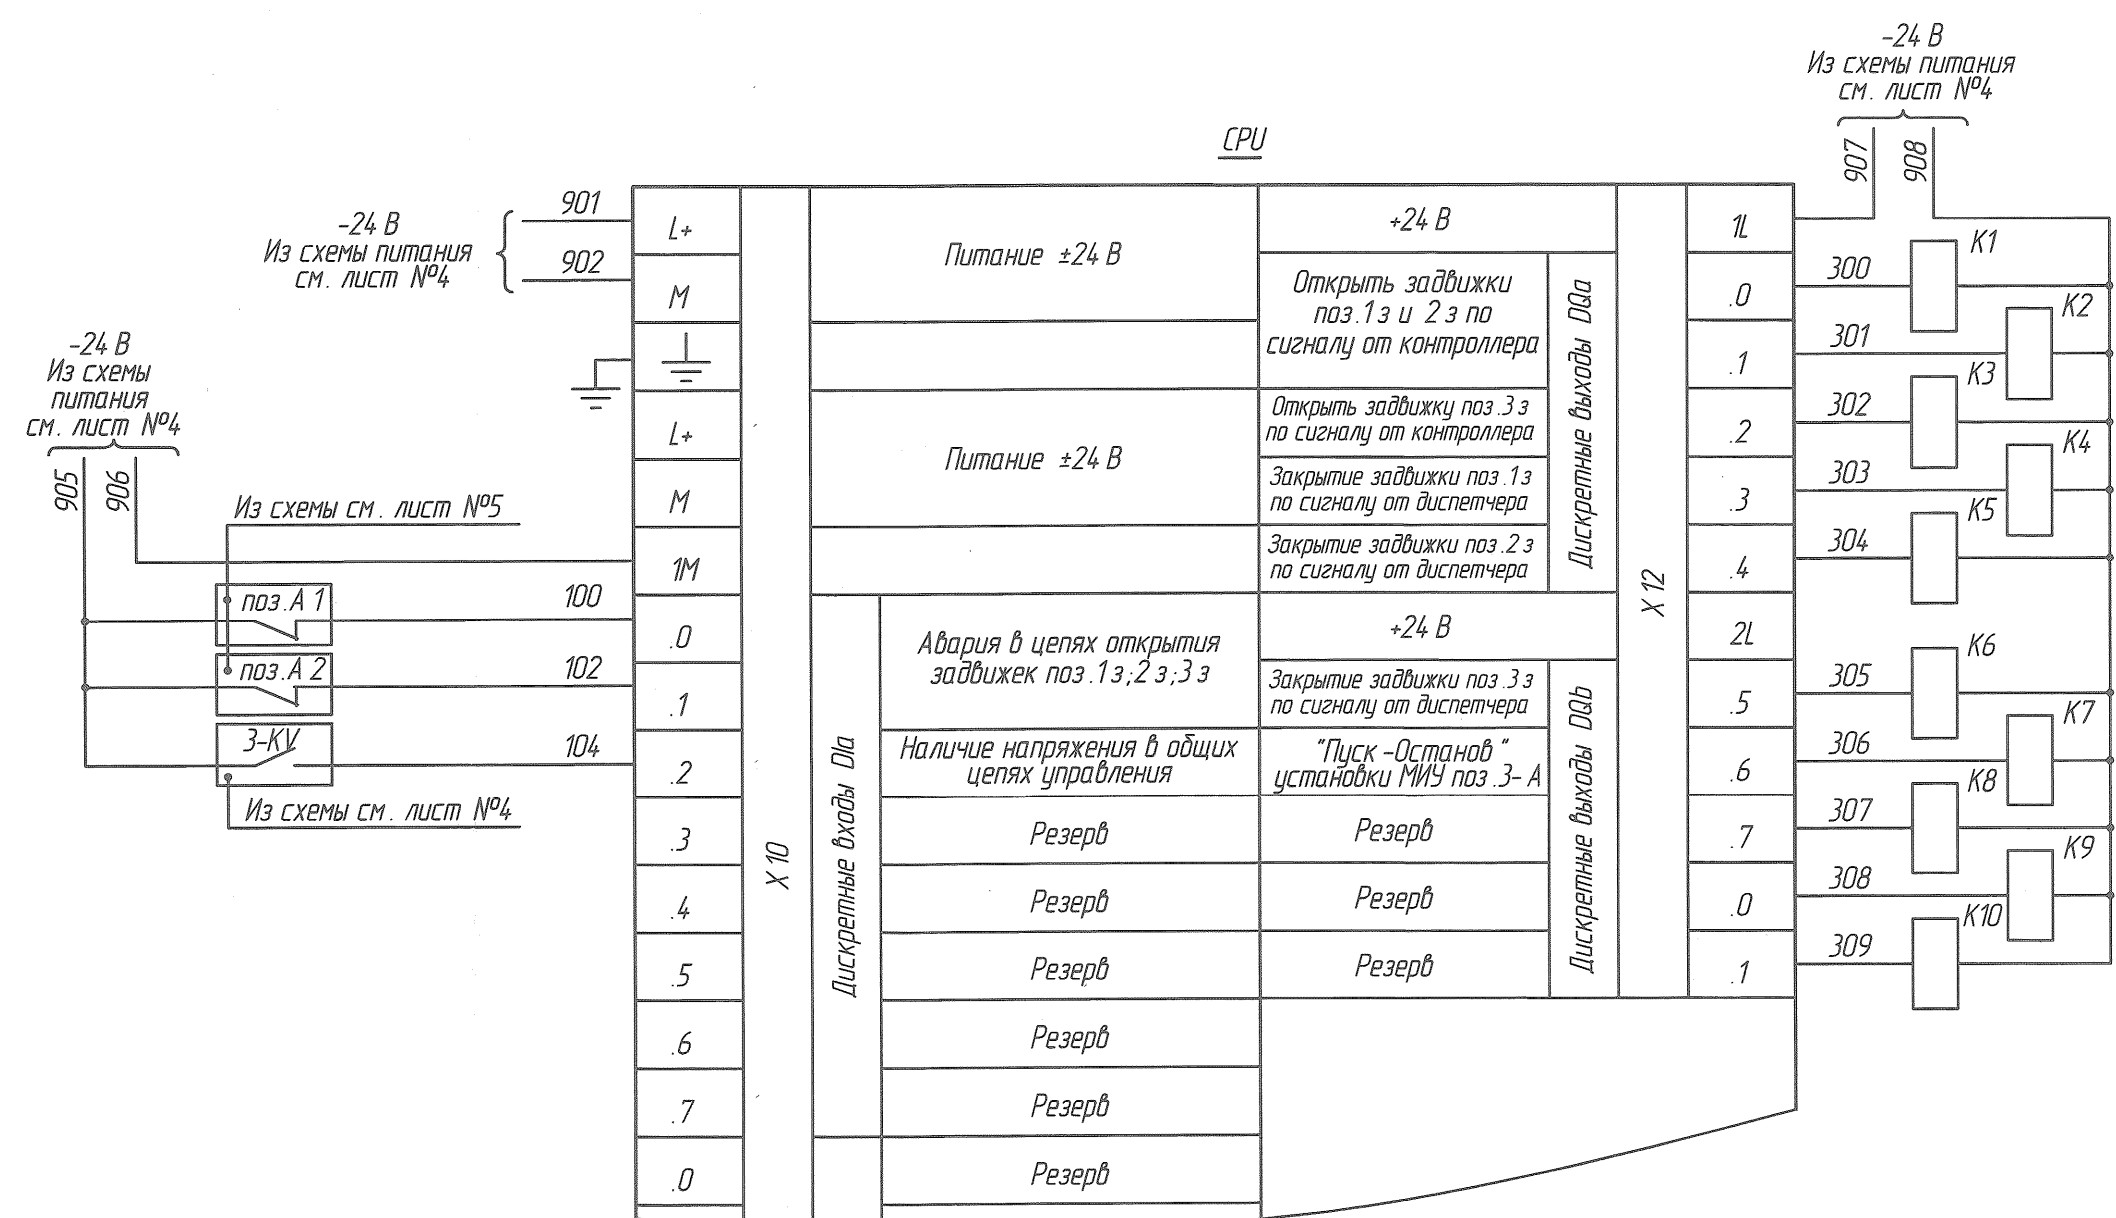 -24 В
Из схемы питания
см. лист №4
907
908
CPU
-24 В
Из схемы питания
см. лист №4
901
902
-24 В
Из схемы
питания
см. лист №4
905
906
Из схемы см. лист №5
поз.А 1
100
поз.А 2
102
3-KV
104
Из схемы см. лист №4
L+
M
L+
M
1M
.0
.1
.2
.3
.4
.5
.6
.7
.0
X10
Питание ±24 В
Питание ±24 В
Дискретные входы DIa
Авария в цепях открытия
задвижек поз.1з;2з;3з
Наличие напряжения в общих
цепях управления
Резерв
Резерв
Резерв
Резерв
Резерв
Резерв
+24 В
Открыть задвижки
поз.1з и 2з по
сигналу от контроллера
Открыть задвижку поз.3з
по сигналу от контроллера
Закрытие задвижки поз.1з
по сигналу от диспетчера
Закрытие задвижки поз.2з
по сигналу от диспетчера
Дискретные выходы DQa
+24 В
Закрытие задвижки поз.3з
по сигналу от диспетчера
"Пуск-Останов"
установки МИУ поз.3-А
Резерв
Резерв
Резерв
Дискретные выходы DQb
X12
1L
.0
.1
.2
.3
.4
2L
.5
.6
.7
.0
.1
300
K1
301
K2
302
K3
303
K4
304
K5
305
K6
306
K7
307
K8
308
K9
309
K10